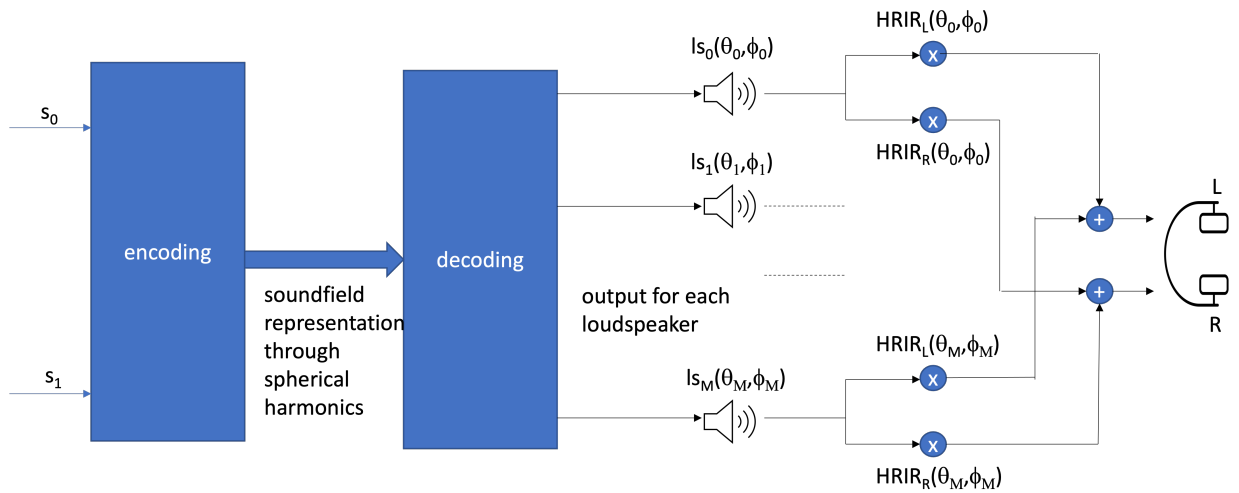 s₀
s₁
encoding
soundfield
representation
through
spherical
harmonics
decoding
output for each
loudspeaker
ls₀(θ₀,ϕ₀)
ls₁(θ₁,ϕ₁)
lsM(θM,ϕM)
HRIRL(θ₀,ϕ₀)
x
x
HRIRR(θ₀,ϕ₀)
HRIRL(θM,ϕM)
x
x
HRIRR(θM,ϕM)
+
+
L
R